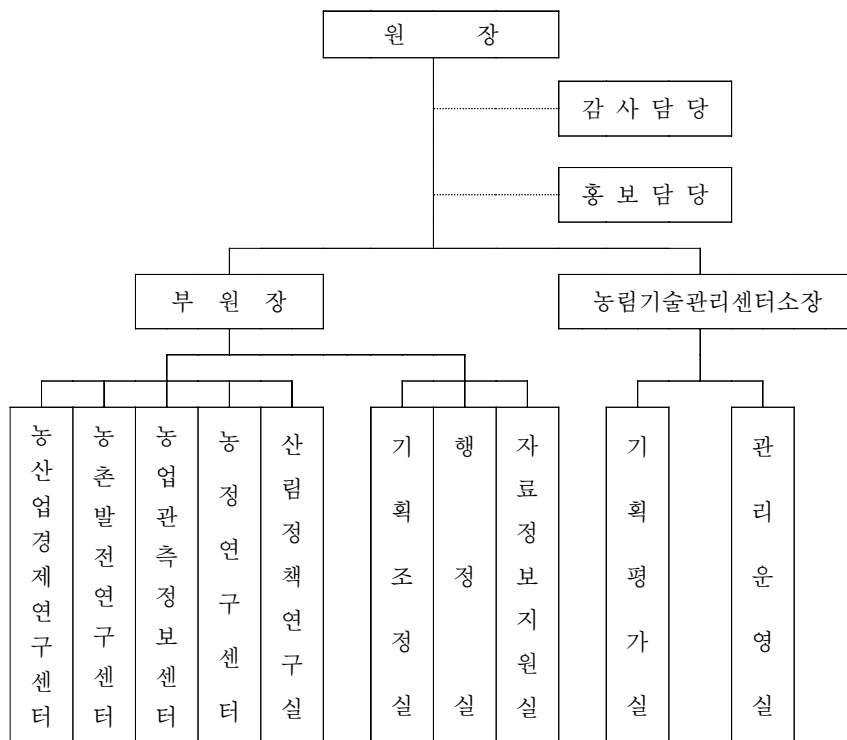 원 장
감 사 담 당
홍 보 담 당
부 원 장
농림기술관리센터소장
농산업경제연구센터
농촌발전연구센터
농업관측정보센터
농정연구센터
산림정책연구실
기획조정실
행정실
자료정보지원실
기획평가실
관리운영실